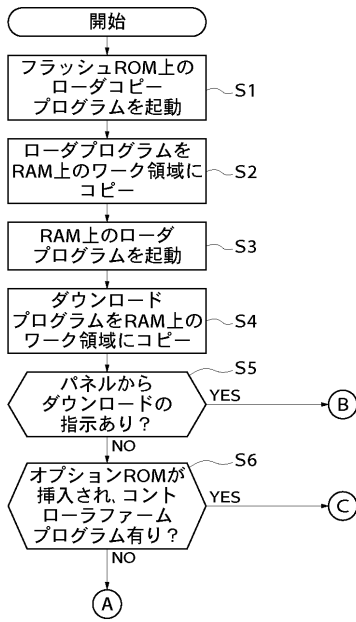 開始
フラッシュROM上の
ローダコピー
プログラムを起動
S1
ローダプログラムを
RAM上のワーク領域に
コピー
S2
RAM上のローダ
プログラムを起動
S3
ダウンロード
プログラムをRAM上の
ワーク領域にコピー
S4
S5
パネルから
ダウンロードの
指示あり？
YES
B
NO
S6
オプションROMが
挿入され、コント
ローラファーム
プログラム有り？
YES
C
NO
A